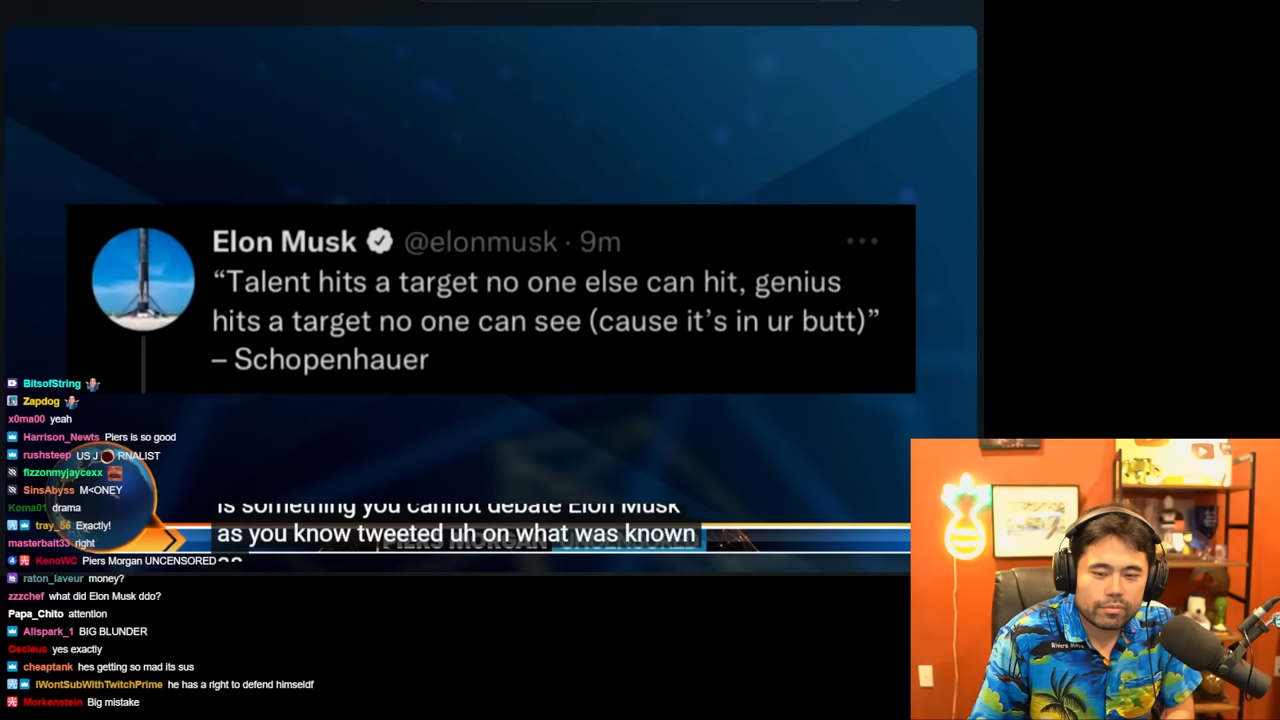 Elon Musk @elonmusk · 9m
“Talent hits a target no one else can hit, genius
hits a target no one can see (cause it’s in ur butt)”
– Schopenhauer
is something you cannot debate Elon Musk
as you know tweeted uh on what was known
PIERS MORGAN UNCENSORED
BitsofString
Zapdog
x0ma00 yeah
Harrison_Newts Piers is so good
rushsteep US J RNALIST
fizzonmyjaycexx
SinsAbyss M<ONEY
Koma01 drama
tray_56 Exactly!
masterbait33 right
KenoWC Piers Morgan UNCENSORED
raton_laveur money?
zzzchef what did Elon Musk ddo?
Papa_Chito attention
Allspark_1 BIG BLUNDER
Oecleus yes exactly
cheaptank hes getting so mad its sus
IWontSubWithTwitchPrime he has a right to defend himseldf
Morkenstein Big mistake